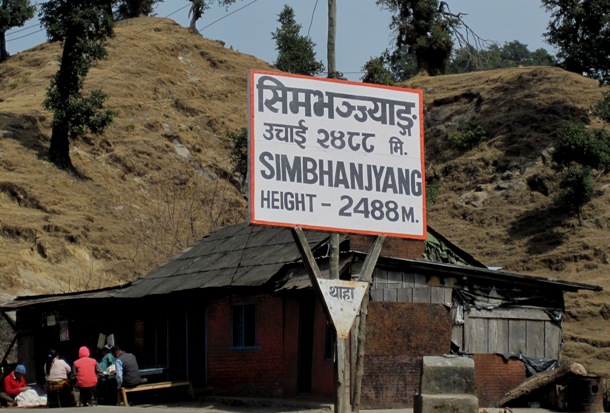 सिमभञ्ज्याङ्ग
उचाई २४८८ मि.
SIMBHANJYANG
HEIGHT - 2488 M.
थाहा